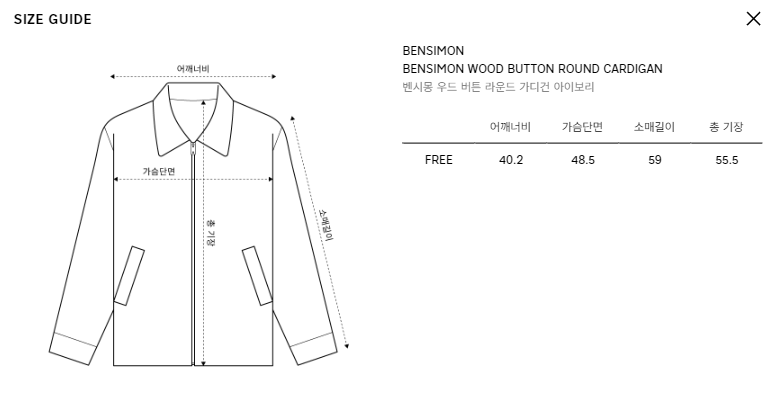 SIZE GUIDE
어깨너비
가슴단면
총 기장
소매길이
BENSIMON
BENSIMON WOOD BUTTON ROUND CARDIGAN
벤시몽 우드 버튼 라운드 가디건 아이보리
어깨너비 가슴단면 소매길이 총 기장
FREE 40.2 48.5 59 55.5